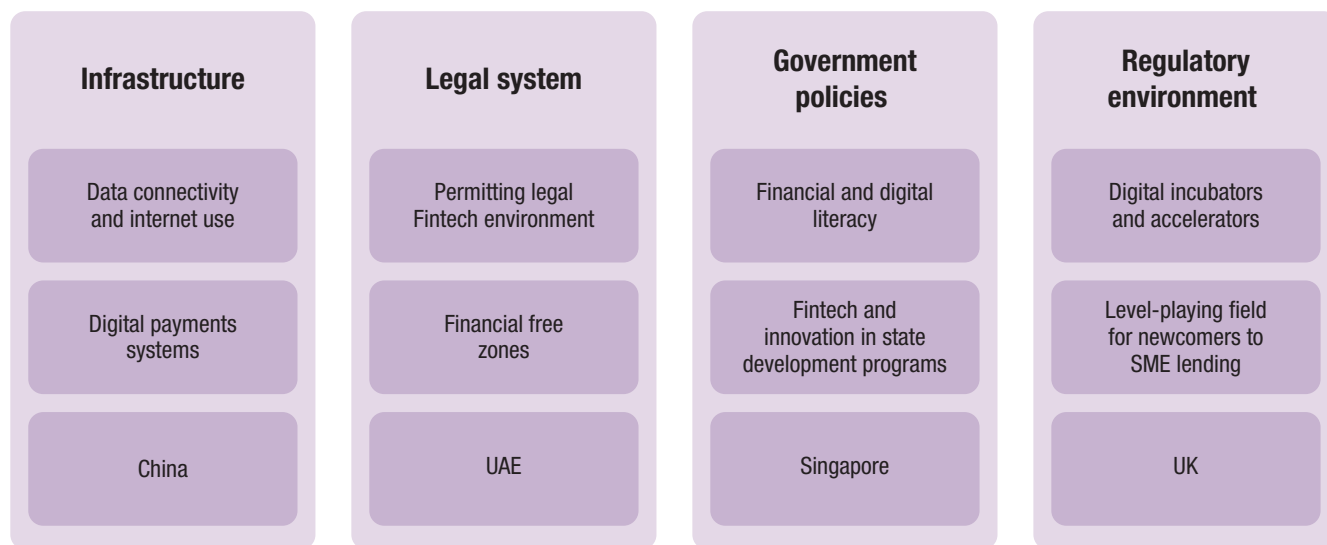 Infrastructure
Data connectivity
and internet use
Digital payments
systems
China
Legal system
Permitting legal
Fintech environment
Financial free
zones
UAE
Government
policies
Financial and digital
literacy
Fintech and
innovation in state
development programs
Singapore
Regulatory
environment
Digital incubators
and accelerators
Level-playing field
for newcomers to
SME lending
UK